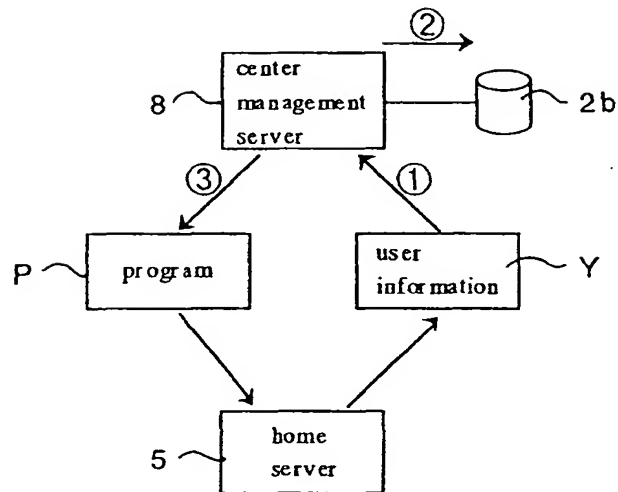 ②
center
8
management
2b
server
③
①
P
program
user
information
Y
5
home
server